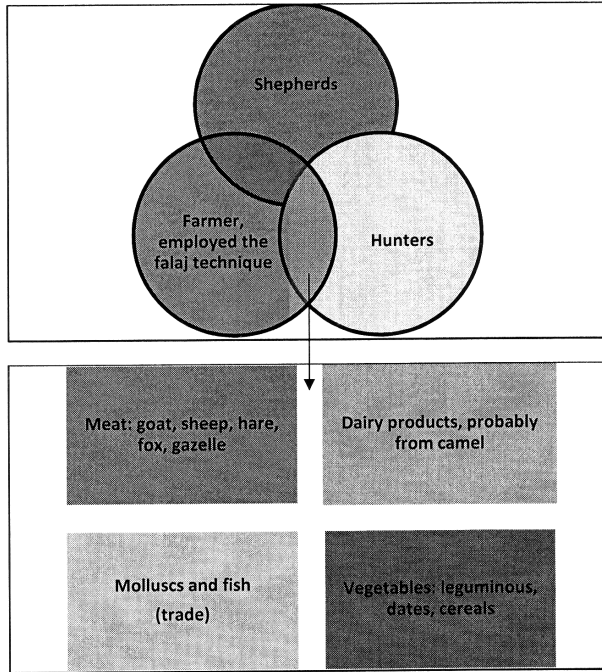 Shepherds
Farmer,
employed the
falaj technique
Hunters
Meat: goat, sheep, hare,
fox, gazelle
Dairy products, probably
from camel
Molluscs and fish
(trade)
Vegetables: leguminous,
dates, cereals